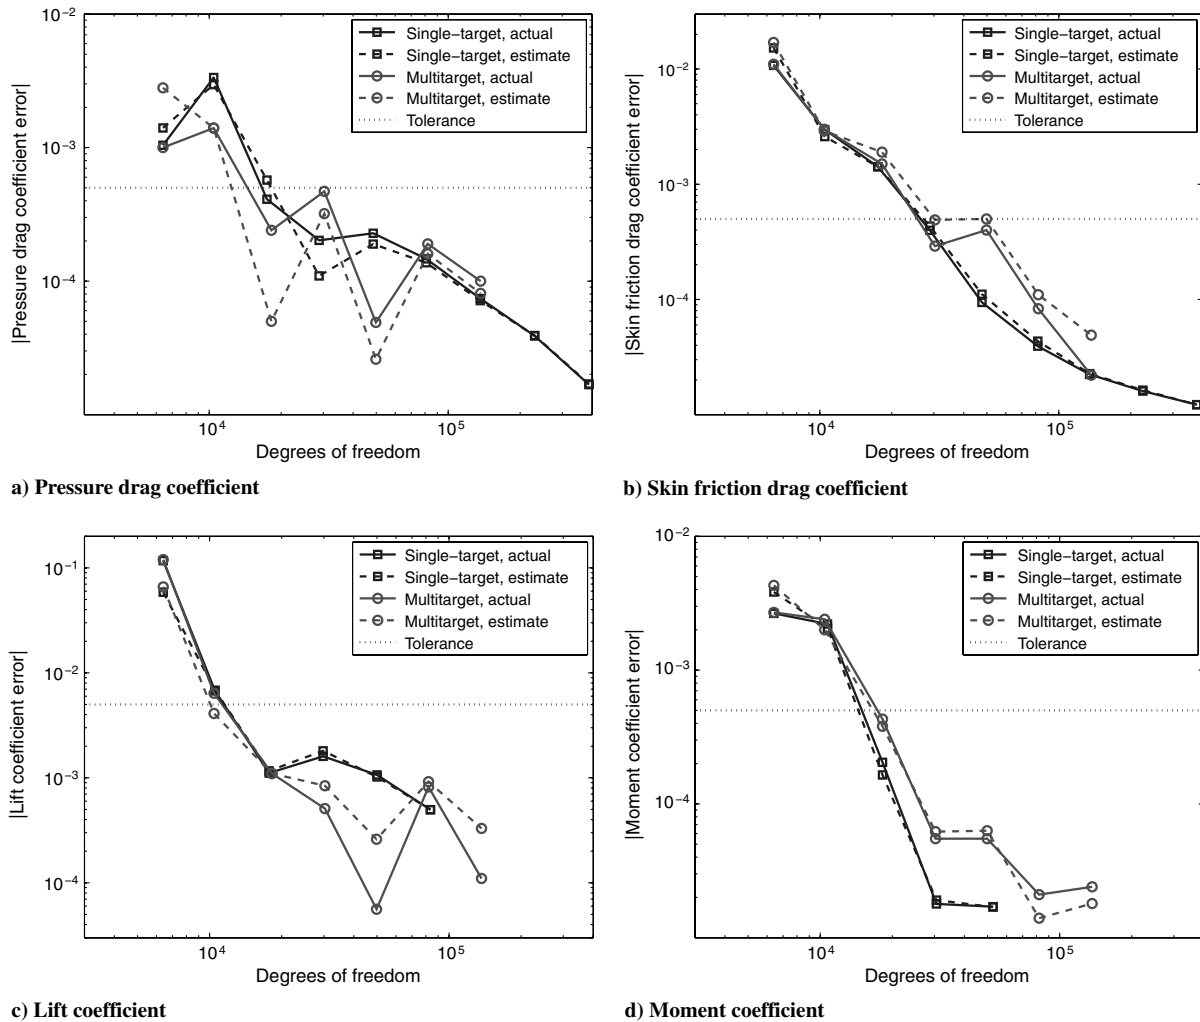 10^-2
10^-3
10^-4
|Pressure drag coefficient error|
Single-target, actual
Single-target, estimate
Multitarget, actual
Multitarget, estimate
Tolerance
10^4
10^5
Degrees of freedom
a) Pressure drag coefficient
10^-2
10^-3
10^-4
|Skin friction drag coefficient error|
Single-target, actual
Single-target, estimate
Multitarget, actual
Multitarget, estimate
Tolerance
10^4
10^5
Degrees of freedom
b) Skin friction drag coefficient
10^-1
10^-2
10^-3
10^-4
|Lift coefficient error|
Single-target, actual
Single-target, estimate
Multitarget, actual
Multitarget, estimate
Tolerance
10^4
10^5
Degrees of freedom
c) Lift coefficient
10^-2
10^-3
10^-4
|Moment coefficient error|
Single-target, actual
Single-target, estimate
Multitarget, actual
Multitarget, estimate
Tolerance
10^4
10^5
Degrees of freedom
d) Moment coefficient